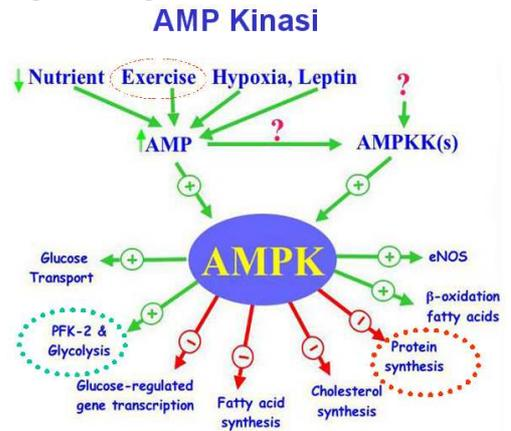 AMP Kinasi
↓ Nutrient Exercise Hypoxia, Leptin
?
?
↑AMP
AMPKK(s)
+
+
AMPK
Glucose
Transport
+
+
eNOS
+
+
β-oxidation
fatty acids
PFK-2 &
Glycolysis
-
-
-
-
Protein
synthesis
Glucose-regulated
gene transcription
Fatty acid
synthesis
Cholesterol
synthesis